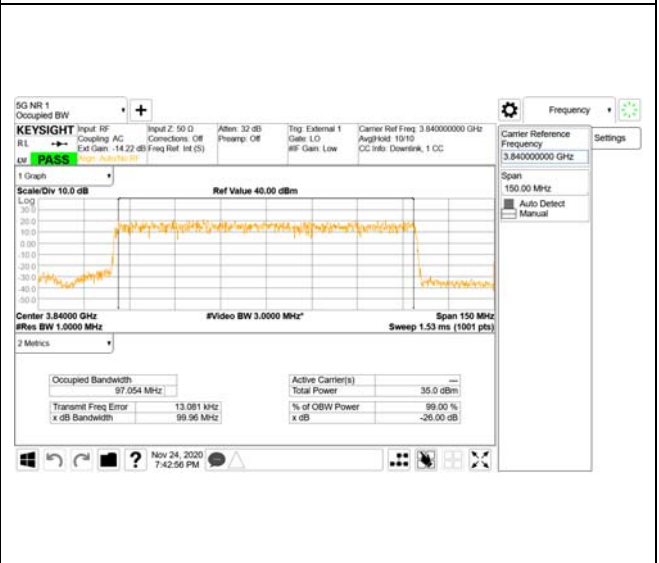 5G NR 1
Occupied BW
Frequency
KEYSIGHT
Input: RF
Input Z: 50 Ω
Atten: 32 dB
Trig: External 1
Carrier Ref Freq: 3.840000000 GHz
RL
Coupling: AC
Corrections: Off
Preamp: Off
Gate: LO
Avg|Hold: 10/10
Ext Gain: -14.22 dB
Freq Ref: Int (S)
#IF Gain: Low
CC Info: Downlink, 1 CC
PASS
Align: Auto/No RF
Carrier Reference
Frequency
3.840000000 GHz
Settings
Span
150.00 MHz
Auto Detect
Manual
1 Graph
Scale/Div 10.0 dB
Ref Value 40.00 dBm
Log
30.0
20.0
10.0
0.00
-10.0
-20.0
-30.0
-40.0
-50.0
Center 3.84000 GHz
#Video BW 3.0000 MHz*
Span 150 MHz
#Res BW 1.0000 MHz
Sweep 1.53 ms (1001 pts)
2 Metrics
Occupied Bandwidth
97.054 MHz
Active Carrier(s)
---
Total Power
35.0 dBm
Transmit Freq Error
13.081 kHz
% of OBW Power
99.00 %
x dB Bandwidth
99.96 MHz
x dB
-26.00 dB
?
Nov 24, 2020
7:42:56 PM